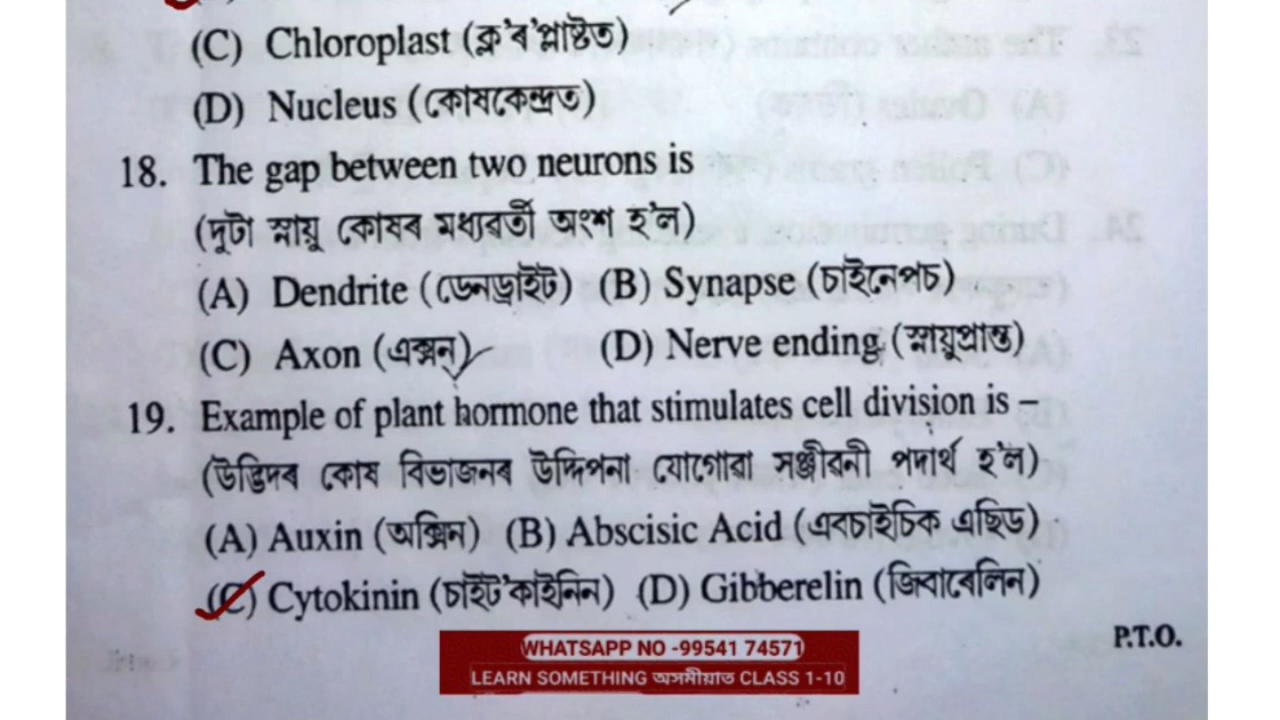 (C) Chloroplast (ক্ল'ৰ'প্লাষ্টত)
(D) Nucleus (কোষকেন্দ্ৰত)
18. The gap between two neurons is
(দুটা স্নায়ু কোষৰ মধ্যৱৰ্তী অংশ হ'ল)
(A) Dendrite (ডেনড্ৰাইট) (B) Synapse (চাইনেপচ)
(C) Axon (এক্সন্) (D) Nerve ending (স্নায়ুপ্ৰান্ত)
19. Example of plant hormone that stimulates cell division is –
(উদ্ভিদৰ কোষ বিভাজনৰ উদ্দিপনা যোগোৱা সঞ্জীৱনী পদাৰ্থ হ'ল)
(A) Auxin (অক্সিন) (B) Abscisic Acid (এবচাইচিক এছিড)
(C) Cytokinin (চাইট'কাইনিন) (D) Gibberelin (জিবাৰেলিন)
P.T.O.
WHATSAPP NO -99541 74571
LEARN SOMETHING অসমীয়াত CLASS 1-10